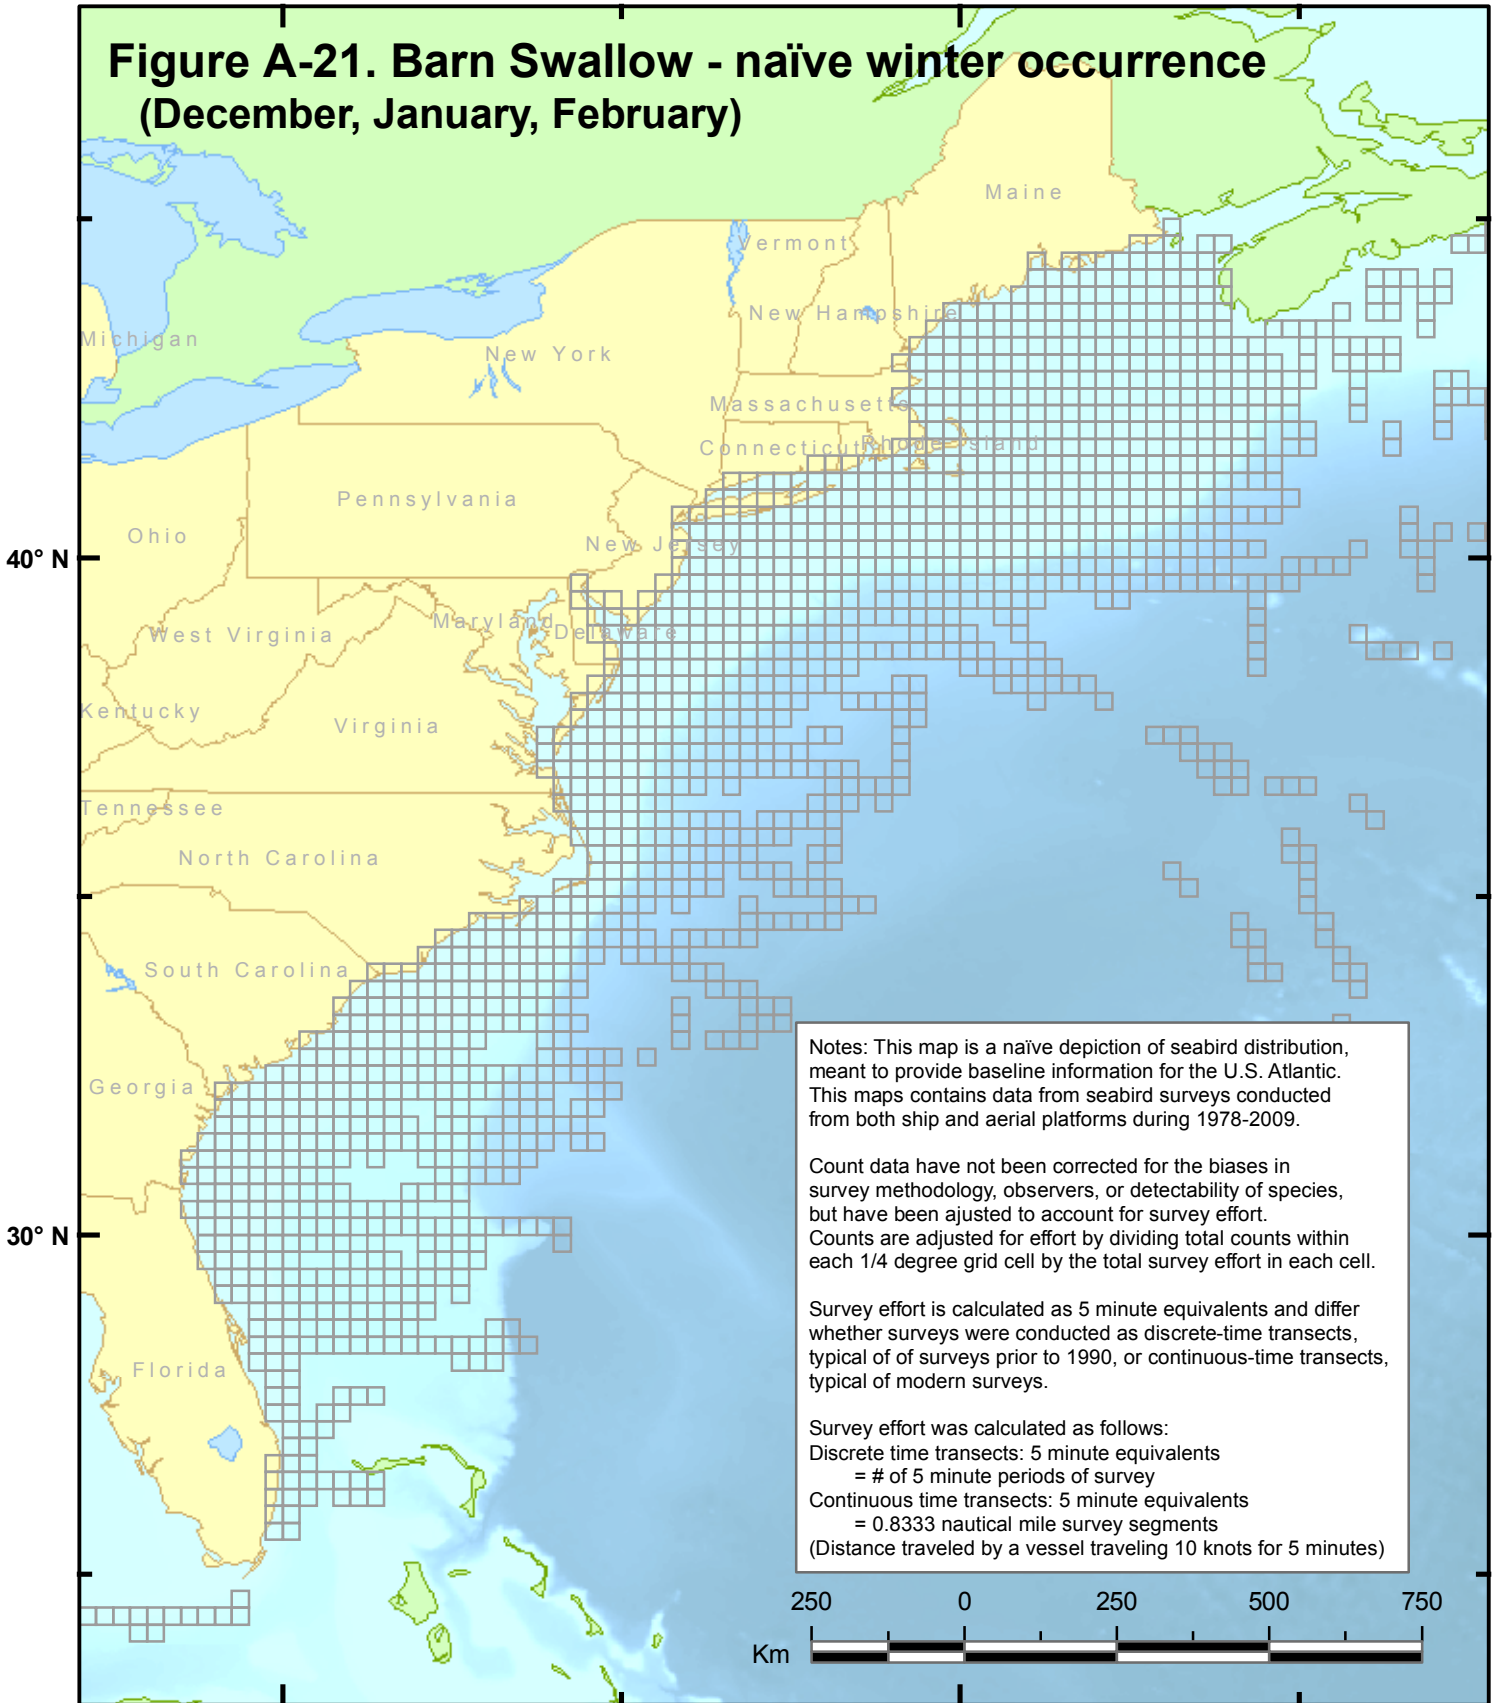 Figure A-21. Barn Swallow - naïve winter occurrence
(December, January, February)
Maine
Vermont
New Hampshire
Michigan
New York
Massachusetts
Connecticut
Rhode Island
Pennsylvania
Ohio
New Jersey
40° N
Maryland
Delaware
West Virginia
Kentucky
Virginia
Tennessee
North Carolina
South Carolina
Georgia
30° N
Florida
Notes: This map is a naïve depiction of seabird distribution,
meant to provide baseline information for the U.S. Atlantic.
This maps contains data from seabird surveys conducted
from both ship and aerial platforms during 1978-2009.
Count data have not been corrected for the biases in
survey methodology, observers, or detectability of species,
but have been ajusted to account for survey effort.
Counts are adjusted for effort by dividing total counts within
each 1/4 degree grid cell by the total survey effort in each cell.
Survey effort is calculated as 5 minute equivalents and differ
whether surveys were conducted as discrete-time transects,
typical of of surveys prior to 1990, or continuous-time transects,
typical of modern surveys.
Survey effort was calculated as follows:
Discrete time transects: 5 minute equivalents
= # of 5 minute periods of survey
Continuous time transects: 5 minute equivalents
= 0.8333 nautical mile survey segments
(Distance traveled by a vessel traveling 10 knots for 5 minutes)
250 0 250 500 750
Km